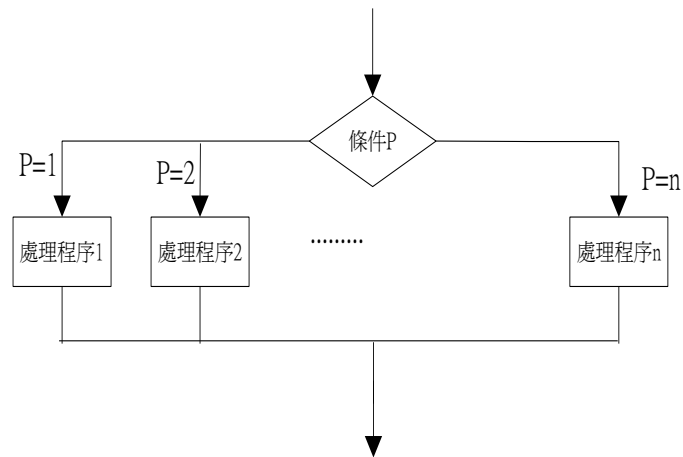 條件P
P=1
P=2
P=n
處理程序1
處理程序2
.........
處理程序n